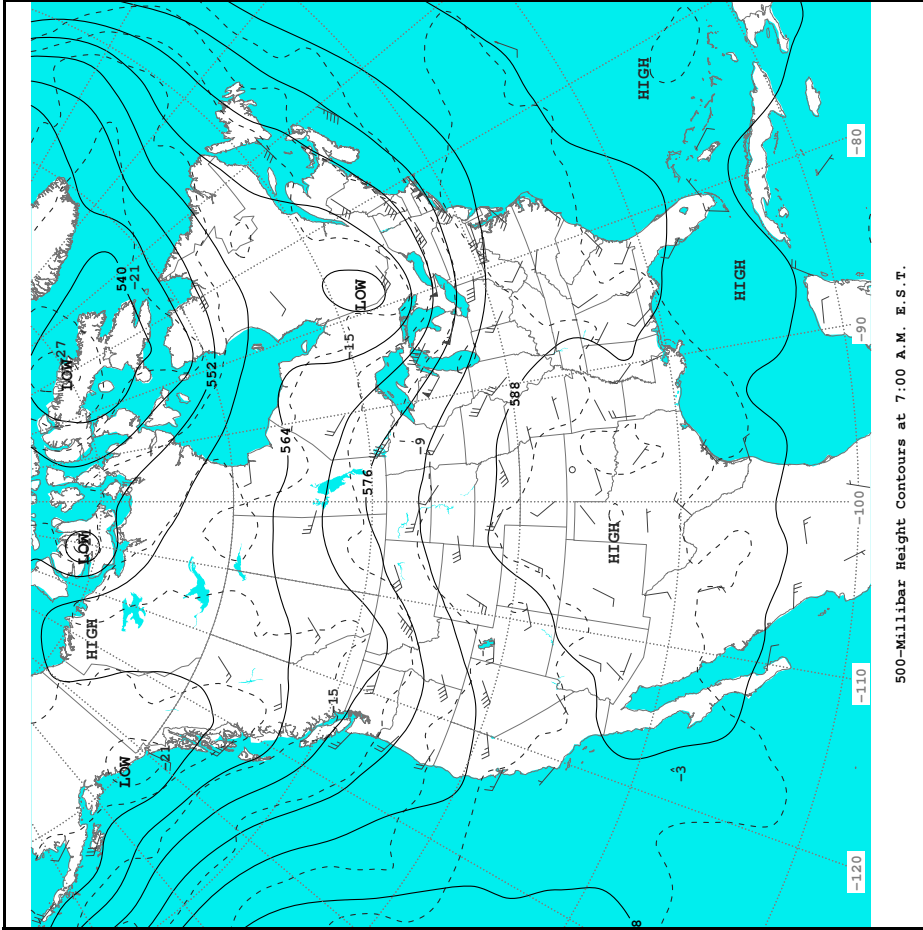 LOW
-27
LOW
HIGH
540
LOW
-21
-21
552
564
-15
-15
LOW
576
-9
588
HIGH
8
HIGH
-3
HIGH
-120
-110
-100
-90
-80
500-Millibar Height Contours at 7:00 A.M. E.S.T.